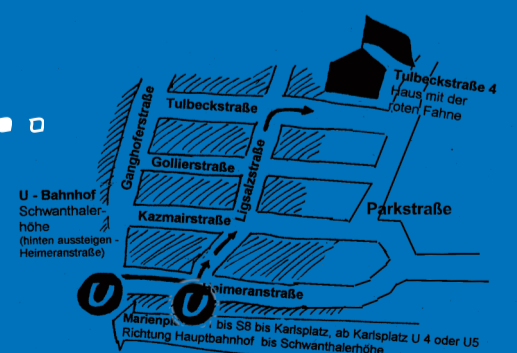 Tulbeckstraße 4
Haus mit der
roten Fahne
Tulbeckstraße
Ganghoferstraße
Gollierstraße
Ligsalzstraße
U - Bahnhof
Schwanthaler-
höhe
(hinten aussteigen -
Heimeranstraße)
Kazmairstraße
Parkstraße
U
U
Heimeranstraße
bis S8 bis Karlsplatz, ab Karlsplatz U 4 oder U5
Richtung Hauptbahnhof bis Schwanthalerhöhe